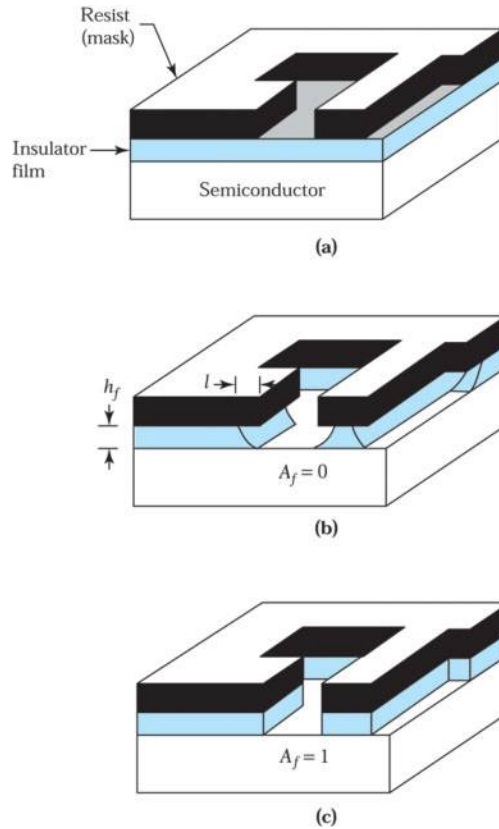 Resist
(mask)
Insulator
film
Semiconductor
(a)
l
h_f
A_f = 0
(b)
A_f = 1
(c)